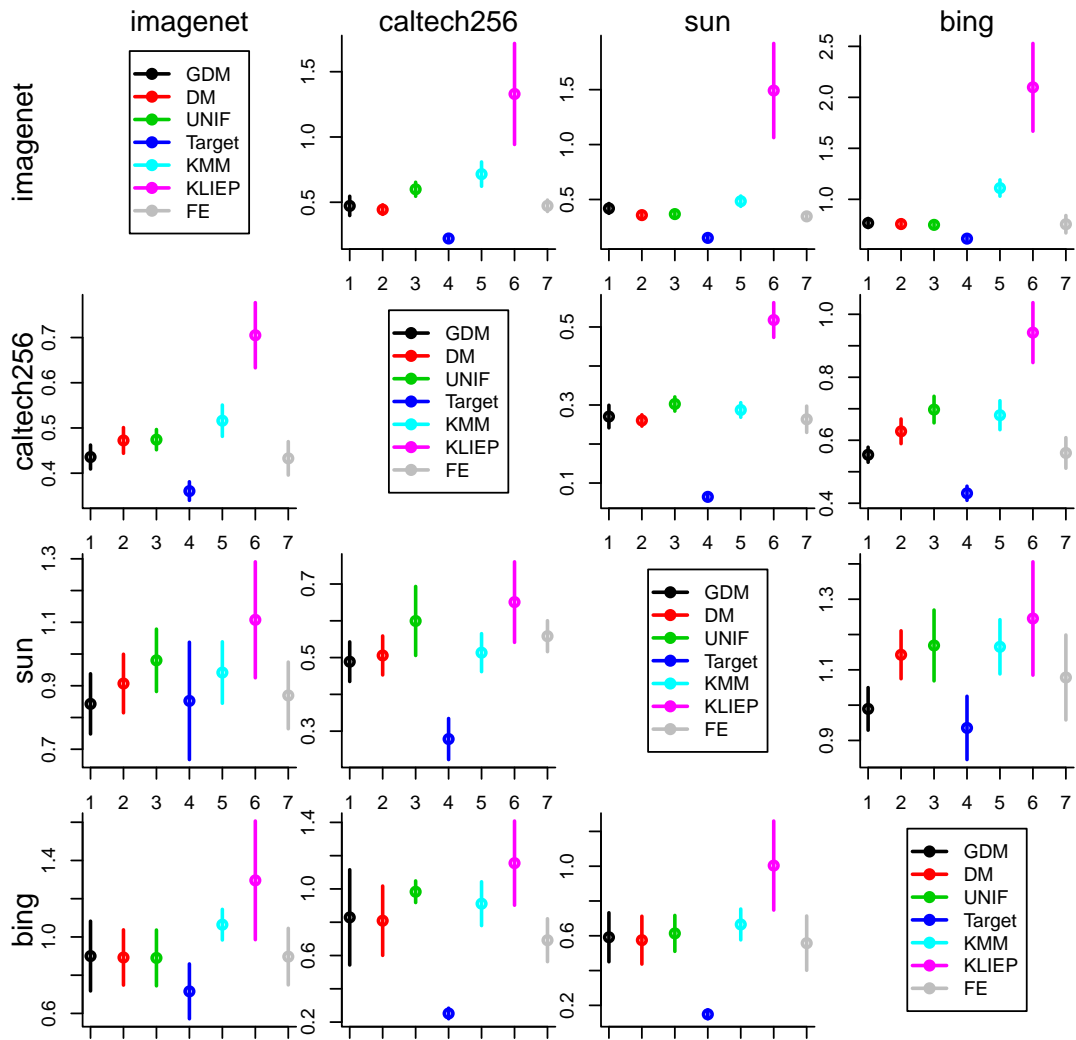 imagenet caltech256 sun bing
imagenet
GDM
DM
UNIF
Target
KMM
KLIEP
FE
0.5 1.0 1.5
1 2 3 4 5 6 7
0.5 1.0 1.5
1 2 3 4 5 6 7
1.0 1.5 2.0 2.5
1 2 3 4 5 6 7
caltech256
0.4 0.5 0.7
1 2 3 4 5 6 7
GDM
DM
UNIF
Target
KMM
KLIEP
FE
0.1 0.3 0.5
1 2 3 4 5 6 7
0.4 0.6 0.8 1.0
1 2 3 4 5 6 7
sun
0.7 0.9 1.1 1.3
1 2 3 4 5 6 7
0.3 0.5 0.7
1 2 3 4 5 6 7
GDM
DM
UNIF
Target
KMM
KLIEP
FE
0.9 1.1 1.3
1 2 3 4 5 6 7
bing
0.6 1.0 1.4
0.2 0.6 1.0 1.4
0.2 0.6 1.0
GDM
DM
UNIF
Target
KMM
KLIEP
FE